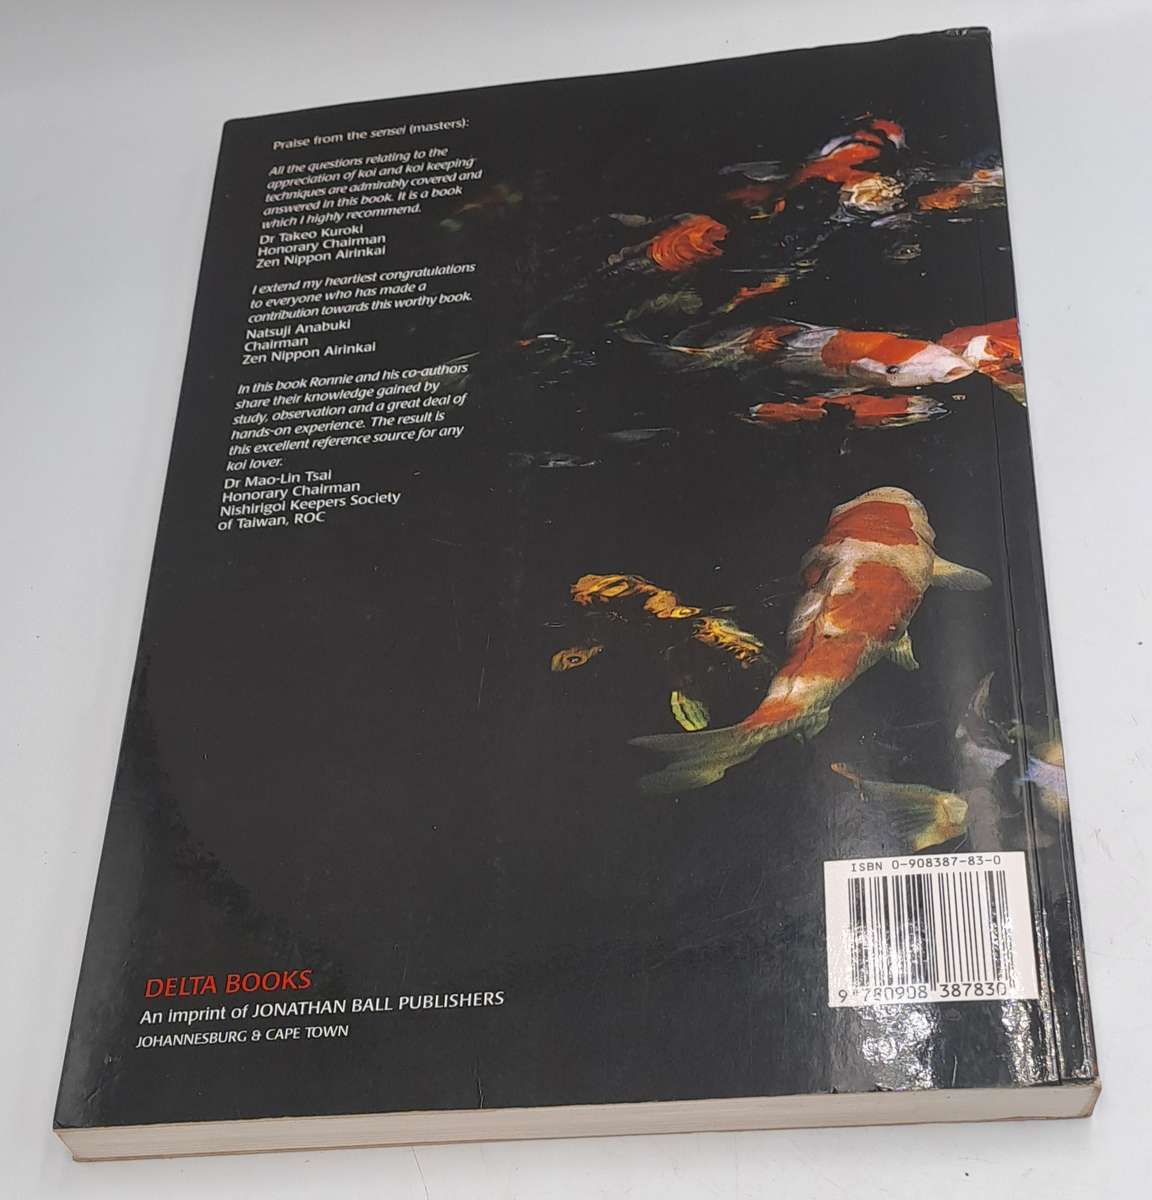 Praise from the sensei (masters):
All the questions relating to the
appreciation of koi and koi keeping
techniques are admirably covered and
answered in this book. It is a book
which I highly recommend.
Dr Takeo Kuroki
Honorary Chairman
Zen Nippon Airinkai
I extend my heartiest congratulations
to everyone who has made a
contribution towards this worthy book.
Natsuji Anabuki
Chairman
Zen Nippon Airinkai
In this book Ronnie and his co-authors
share their knowledge gained by
study, observation and a great deal of
hands-on experience. The result is
this excellent reference source for any
koi lover.
Dr Mao-Lin Tsai
Honorary Chairman
Nishirigoi Keepers Society
of Taiwan, ROC
ISBN 0-908387-83-0
9 780908 387830
DELTA BOOKS
An imprint of JONATHAN BALL PUBLISHERS
JOHANNESBURG & CAPE TOWN